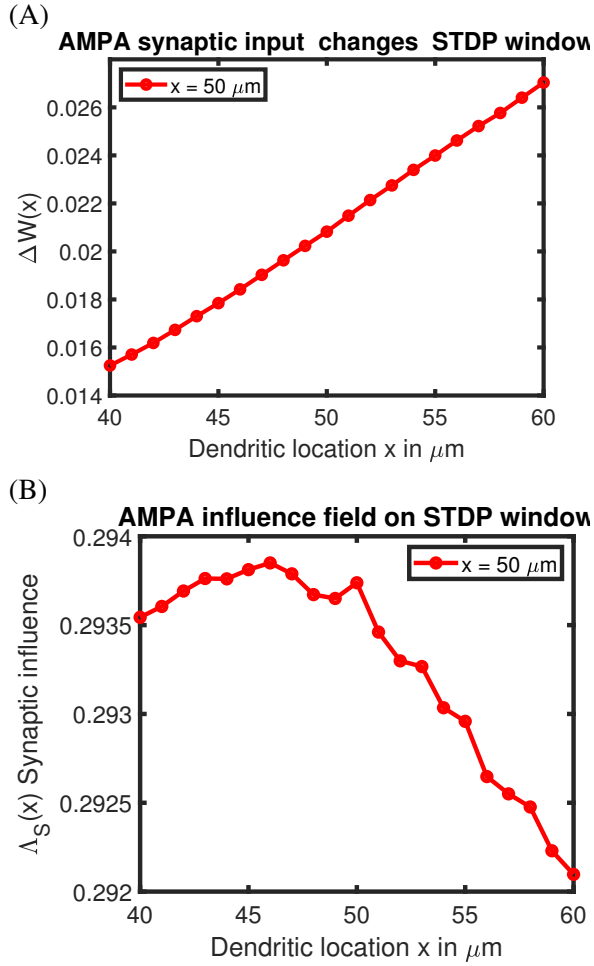 (A)
AMPA synaptic input changes STDP window
x = 50 μm
ΔW(x)
0.026
0.024
0.022
0.02
0.018
0.016
0.014
40 45 50 55 60
Dendritic location x in μm
(B)
AMPA influence field on STDP window
x = 50 μm
Λ_S(x) Synaptic influence
0.294
0.2935
0.293
0.2925
0.292
40 45 50 55 60
Dendritic location x in μm